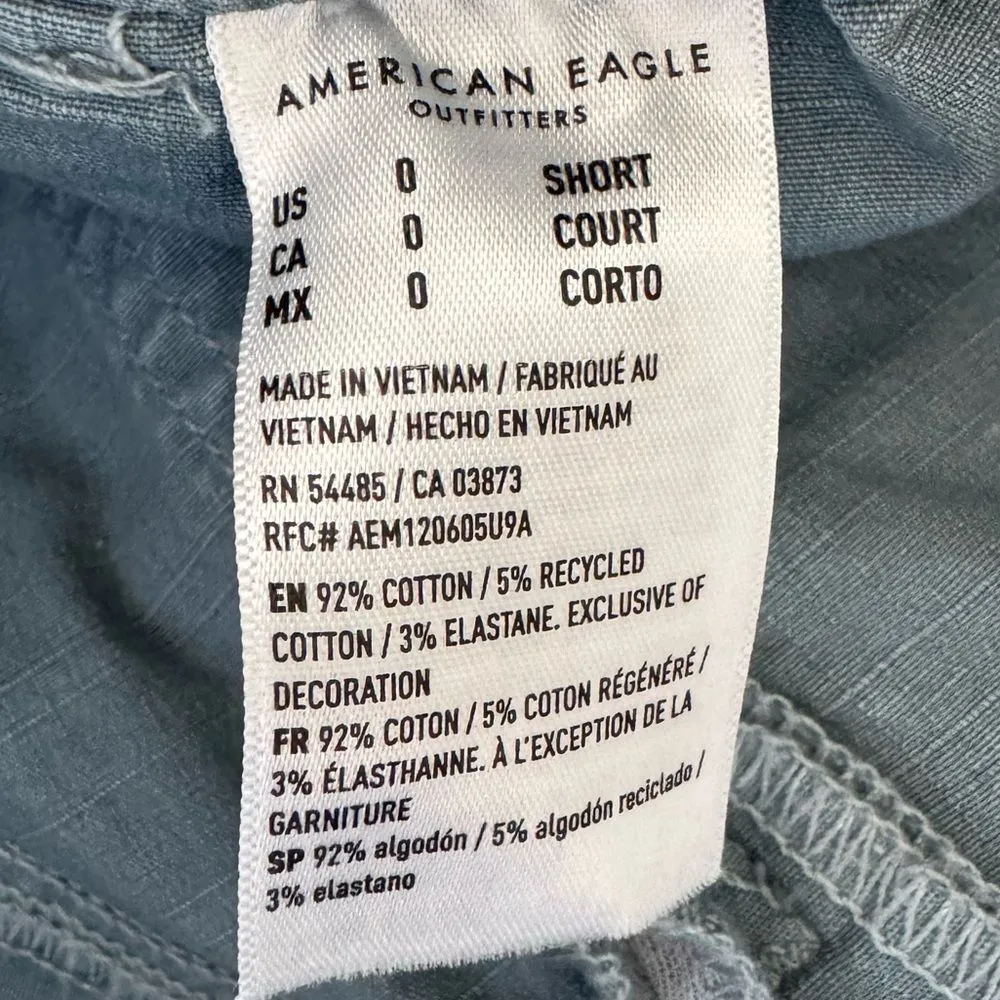 AMERICAN EAGLE
OUTFITTERS
US 0 SHORT
CA 0 COURT
MX 0 CORTO
MADE IN VIETNAM / FABRIQUÉ AU
VIETNAM / HECHO EN VIETNAM
RN 54485 / CA 03873
RFC# AEM120605U9A
EN 92% COTTON / 5% RECYCLED
COTTON / 3% ELASTANE. EXCLUSIVE OF
DECORATION
FR 92% COTON / 5% COTON RÉGÉNÉRÉ /
3% ÉLASTHANNE. À L'EXCEPTION DE LA
GARNITURE
SP 92% algodón / 5% algodón reciclado /
3% elastano